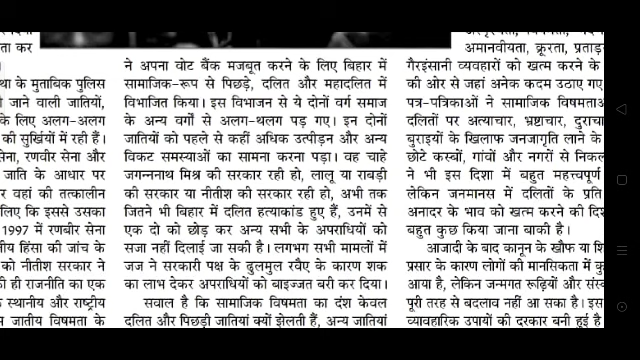 ता कर
था के मुताबिक पुलिस
ी जाने वाली जातियों,
के लिए अलग-अलग
की सुर्खियों में रही हैं।
सेना, रणवीर सेना और
जाति के आधार पर
र वहां की तत्कालीन
लिए कि इससे उसका
1997 में रणबीर सेना
ीय हिंसा की जांच के
को नीतीश सरकार ने
की ही राजनीति का एक
स्थानीय और राष्ट्रीय
जातीय विषमता के
ने अपना वोट बैंक मजबूत करने के लिए बिहार में
सामाजिक-रूप से पिछड़े, दलित और महादलित में
विभाजित किया। इस विभाजन से ये दोनों वर्ग समाज
के अन्य वर्गों से अलग-थलग पड़ गए। इन दोनों
जातियों को पहले से कहीं अधिक उत्पीड़न और अन्य
विकट समस्याओं का सामना करना पड़ा। वह चाहे
जगन्ननाथ मिश्र की सरकार रही हो, लालू या राबड़ी
की सरकार या नीतीश की सरकार रही हो, अभी तक
जितने भी बिहार में दलित हत्याकांड हुए हैं, उनमें से
एक दो को छोड़ कर अन्य सभी के अपराधियों को
सजा नहीं दिलाई जा सकी है। लगभग सभी मामलों में
जज ने सरकारी पक्ष के ढुलमुल रवैए के कारण शक
का लाभ देकर अपराधियों को बाइज्जत बरी कर दिया।
सवाल है कि सामाजिक विषमता का दंश केवल
दलित और पिछड़ी जातियां क्यों झेलती हैं, अन्य जातियां
अमानवीयता, क्रूरता, प्रताड़
गैरइंसानी व्यवहारों को खत्म करने के
की ओर से जहां अनेक कदम उठाए गए
पत्र-पत्रिकाओं ने सामाजिक विषमताअ
दलितों पर अत्याचार, भ्रष्टाचार, दुराचा
बुराइयों के खिलाफ जनजागृति लाने के
छोटे कस्बों, गांवों और नगरों से निकल
ने भी इस दिशा में बहुत महत्त्वपूर्ण
लेकिन जनमानस में दलितों के प्रति
अनादर के भाव को खत्म करने की दिश
बहुत कुछ किया जाना बाकी है।
आजादी के बाद कानून के खौफ या शि
प्रसार के कारण लोगों की मानसिकता में कु
आया है, लेकिन जन्मगत रूढ़ियों और संस्
पूरी तरह से बदलाव नहीं आ सका है। इस
व्यावहारिक उपायों की दरकार बनी हुई है